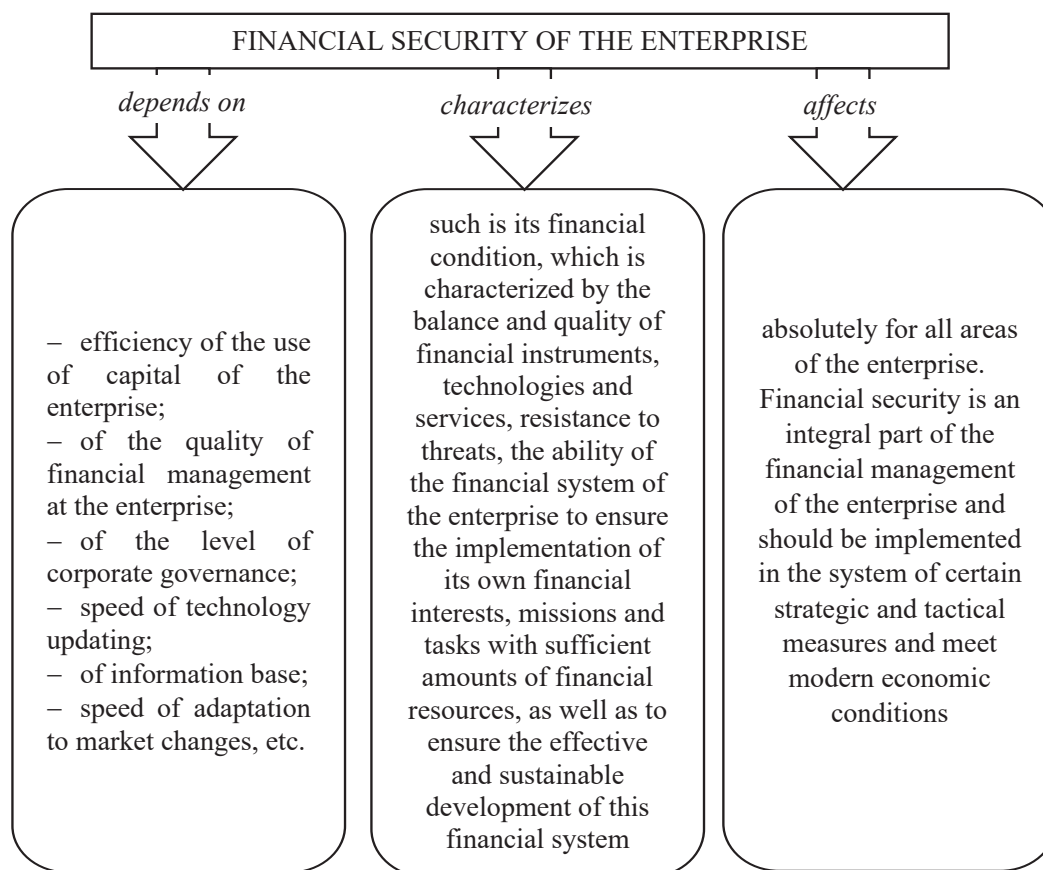 FINANCIAL SECURITY OF THE ENTERPRISE
depends on
characterizes
affects
– efficiency of the use
of capital of the
enterprise;
– of the quality of
financial management
at the enterprise;
– of the level of
corporate governance;
– speed of technology
updating;
– of information base;
– speed of adaptation
to market changes, etc.
such is its financial
condition, which is
characterized by the
balance and quality of
financial instruments,
technologies and
services, resistance to
threats, the ability of
the financial system of
the enterprise to ensure
the implementation of
its own financial
interests, missions and
tasks with sufficient
amounts of financial
resources, as well as to
ensure the effective
and sustainable
development of this
financial system
absolutely for all areas
of the enterprise.
Financial security is an
integral part of the
financial management
of the enterprise and
should be implemented
in the system of certain
strategic and tactical
measures and meet
modern economic
conditions